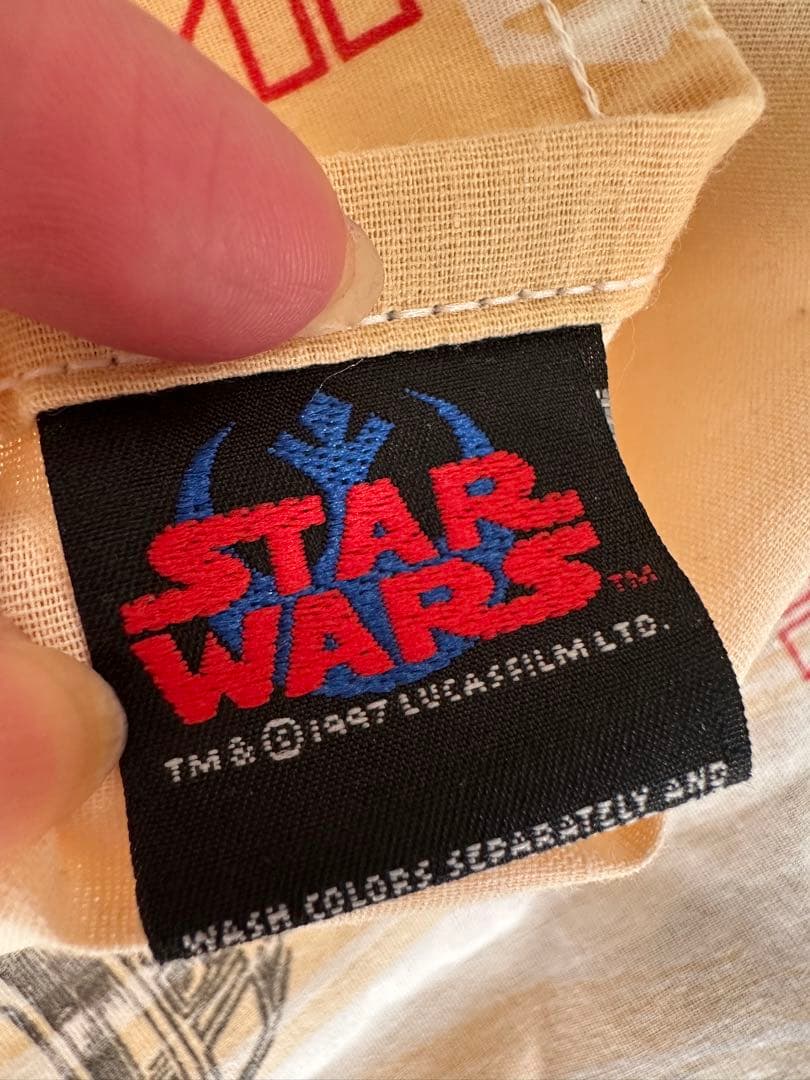 STAR
WARS TM
TM & ©1997 LUCASFILM LTD.
WASH COLORS SEPARATELY AND